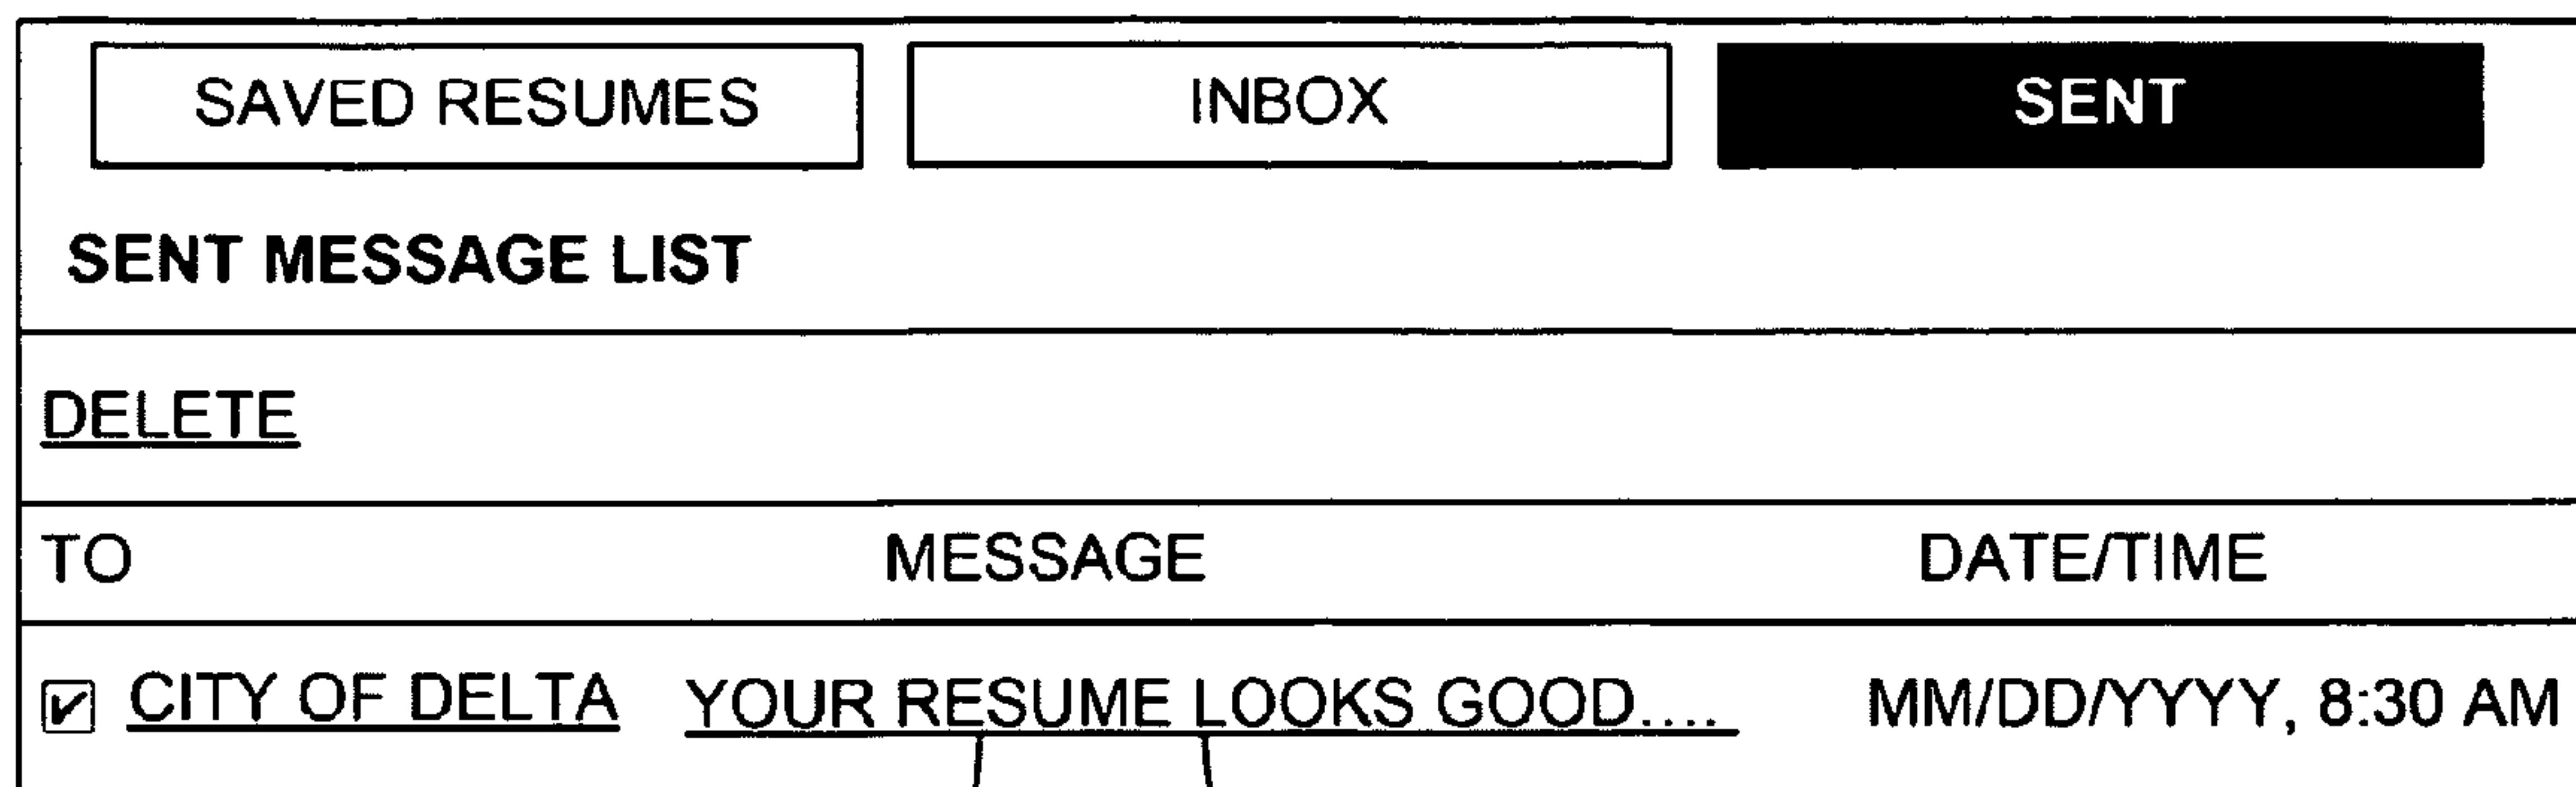 SAVED RESUMES INBOX SENT
SENT MESSAGE LIST
DELETE
TO MESSAGE DATE/TIME
CITY OF DELTA YOUR RESUME LOOKS GOOD.... MM/DD/YYYY, 8:30 AM